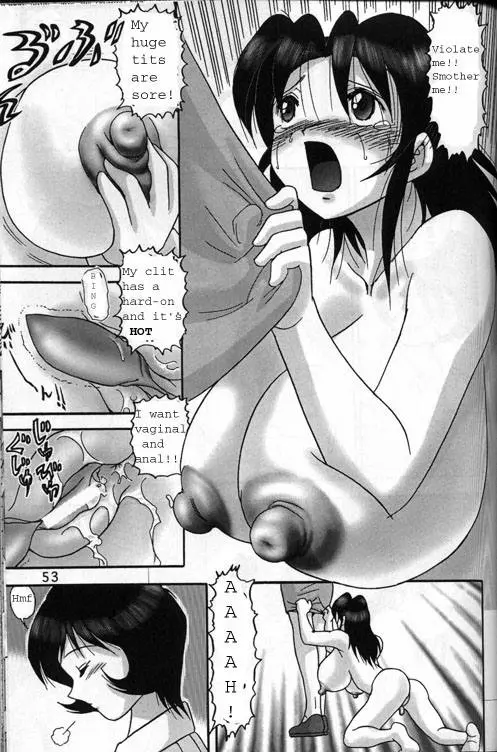 My
huge
tits
are
sore!
Violate
me!!
Smother
me!!
BING
My clit
has a
hard-on
and it's
HOT
..
I want
vaginal
and
anal!!
53
Hmf
AAAAH!